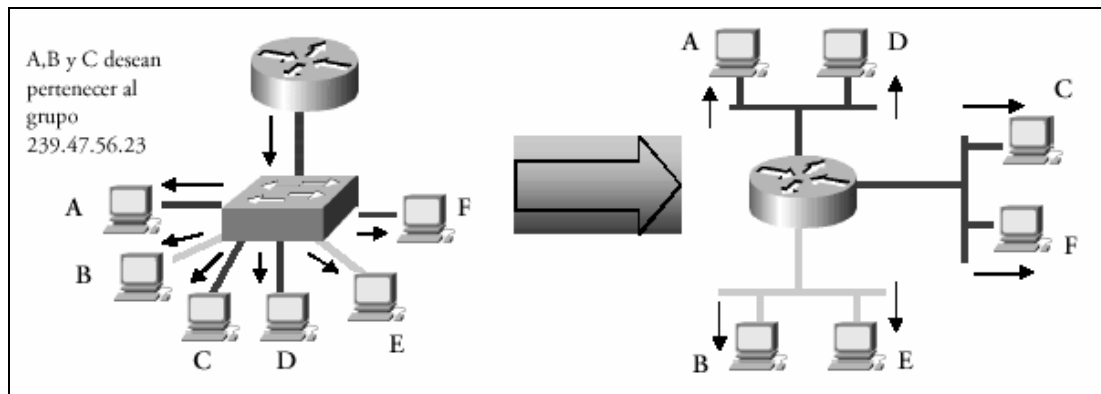 A,B y C desean
pertenecer al
grupo
239.47.56.23
A
B
C
D
E
F
A
D
C
F
B
E